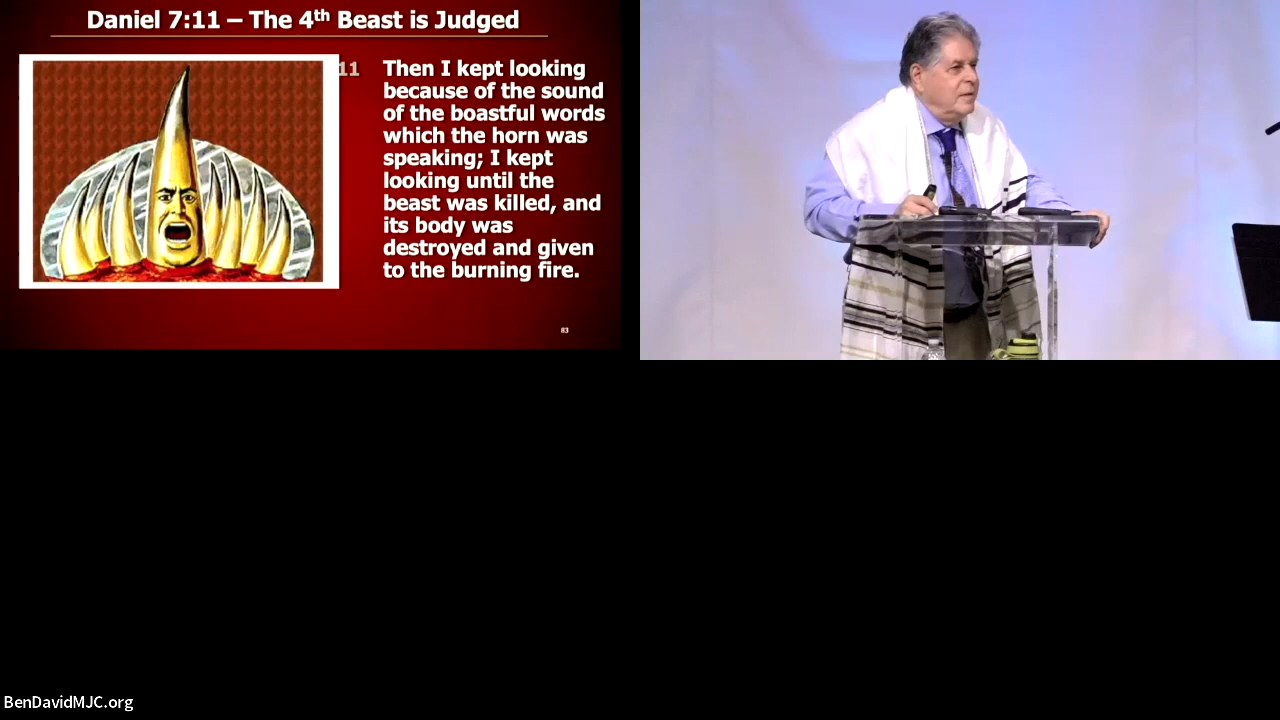 Daniel 7:11 – The 4th Beast is Judged
11 Then I kept looking
because of the sound
of the boastful words
which the horn was
speaking; I kept
looking until the
beast was killed, and
its body was
destroyed and given
to the burning fire.
83
BenDavidMJC.org